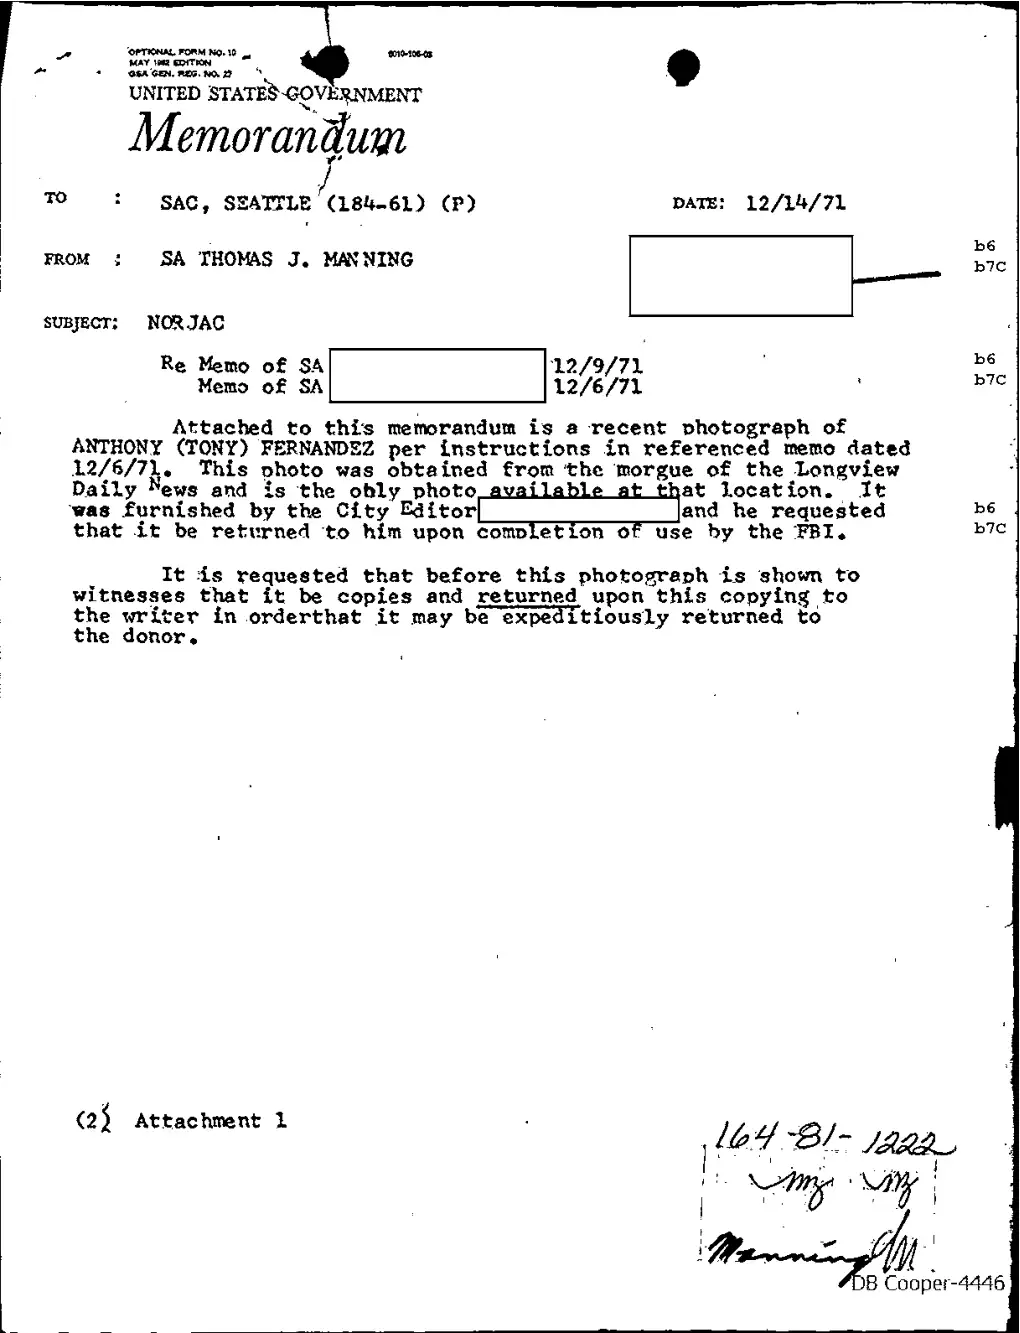 OPTIONAL FORM NO. 10
MAY 1962 EDITION
GSA GEN. REG. NO. 27
5010-106-03
UNITED STATES GOVERNMENT
Memorandum
TO : SAC, SEATTLE (184-61) (P) DATE: 12/14/71
FROM : SA THOMAS J. MANNING
b6
b7C
SUBJECT: NORJAC
Re Memo of SA 12/9/71
Memo of SA 12/6/71
b6
b7C
Attached to this memorandum is a recent photograph of
ANTHONY (TONY) FERNANDEZ per instructions in referenced memo dated
12/6/71. This photo was obtained from the morgue of the Longview
Daily News and is the obly photo available at that location. It
was furnished by the City Editor and he requested
that it be returned to him upon completion of use by the FBI.
b6
b7C
It is requested that before this photograph is shown to
witnesses that it be copies and returned upon this copying to
the writer in orderthat it may be expeditiously returned to
the donor.
(2) Attachment 1
164-81-1222
Manning
DB Cooper-4446